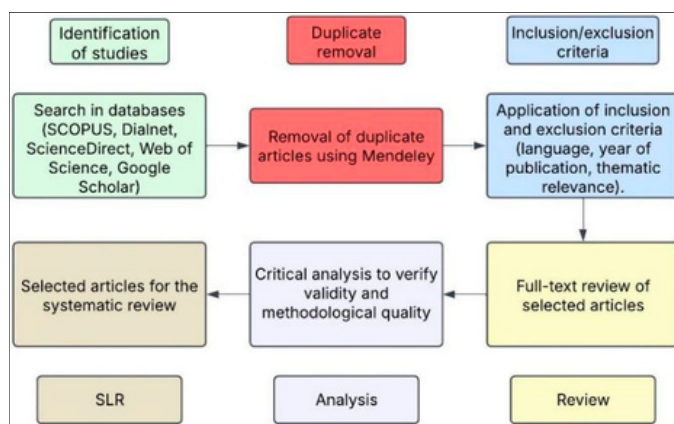 Identification
of studies
Duplicate
removal
Inclusion/exclusion
criteria
Search in databases
(SCOPUS, Dialnet,
ScienceDirect, Web of
Science, Google
Scholar)
Removal of duplicate
articles using Mendeley
Application of inclusion
and exclusion criteria
(language, year of
publication, thematic
relevance).
Selected articles for the
systematic review
Critical analysis to verify
validity and
methodological quality
Full-text review of
selected articles
SLR
Analysis
Review